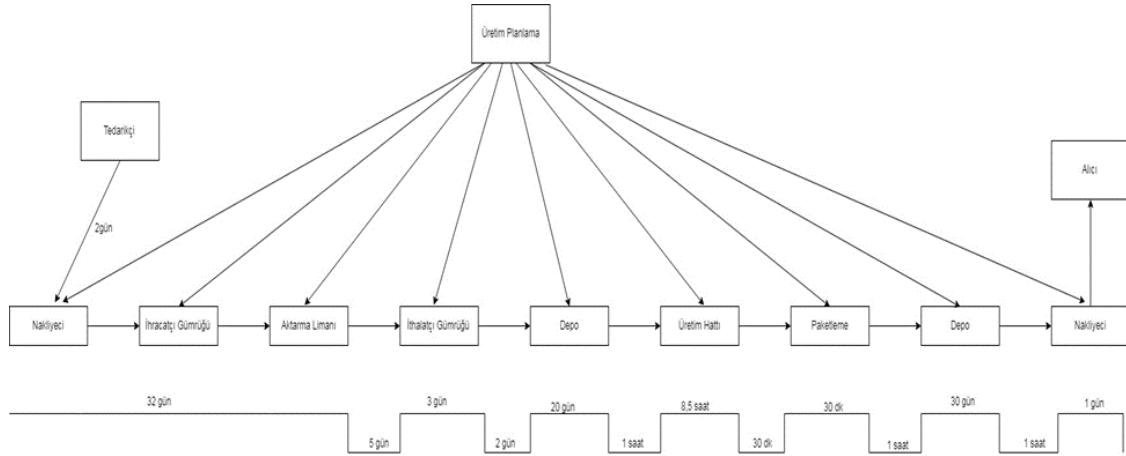 Üretim Planlama
Tedarikçi
Alıcı
2gün
Nakliyeci
İhracatçı Gümrüğü
Aktarma Limanı
İthalatçı Gümrüğü
Depo
Üretim Hattı
Paketleme
Depo
Nakliyeci
32 gün
3 gün
20 gün
8,5 saat
30 dk
30 gün
1 gün
5 gün
2 gün
1 saat
30 dk
1 saat
1 saat